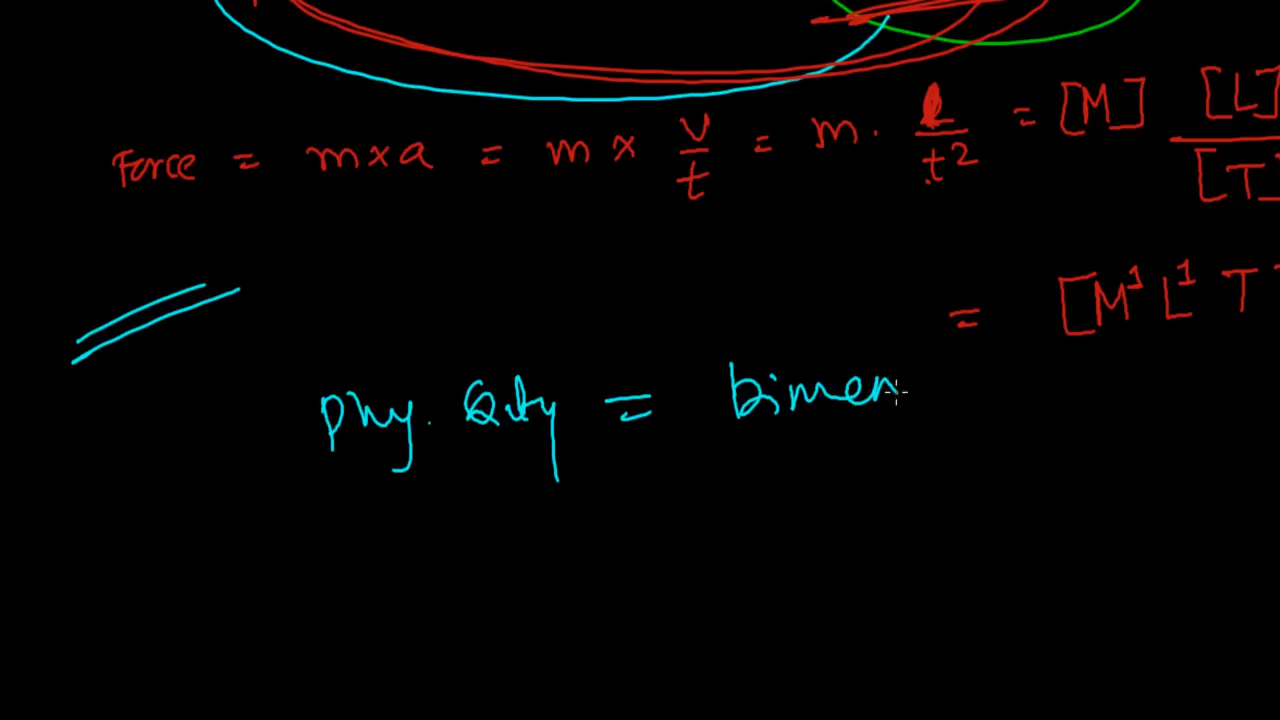 Force = m x a = m x v/t = m . l/t² = [M] [L]/[T]
= [M¹ L¹ T
Phy. Qty = Dimen